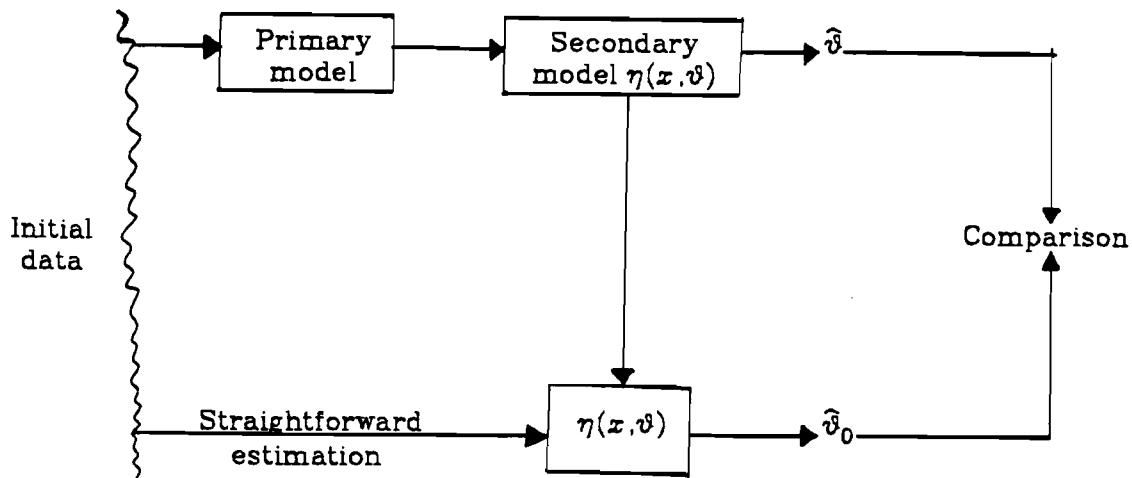 Primary
model
Secondary
model η(x,ϑ)
ϑ̂
Initial
data
Comparison
Straightforward
estimation
η(x,ϑ)
ϑ̂₀